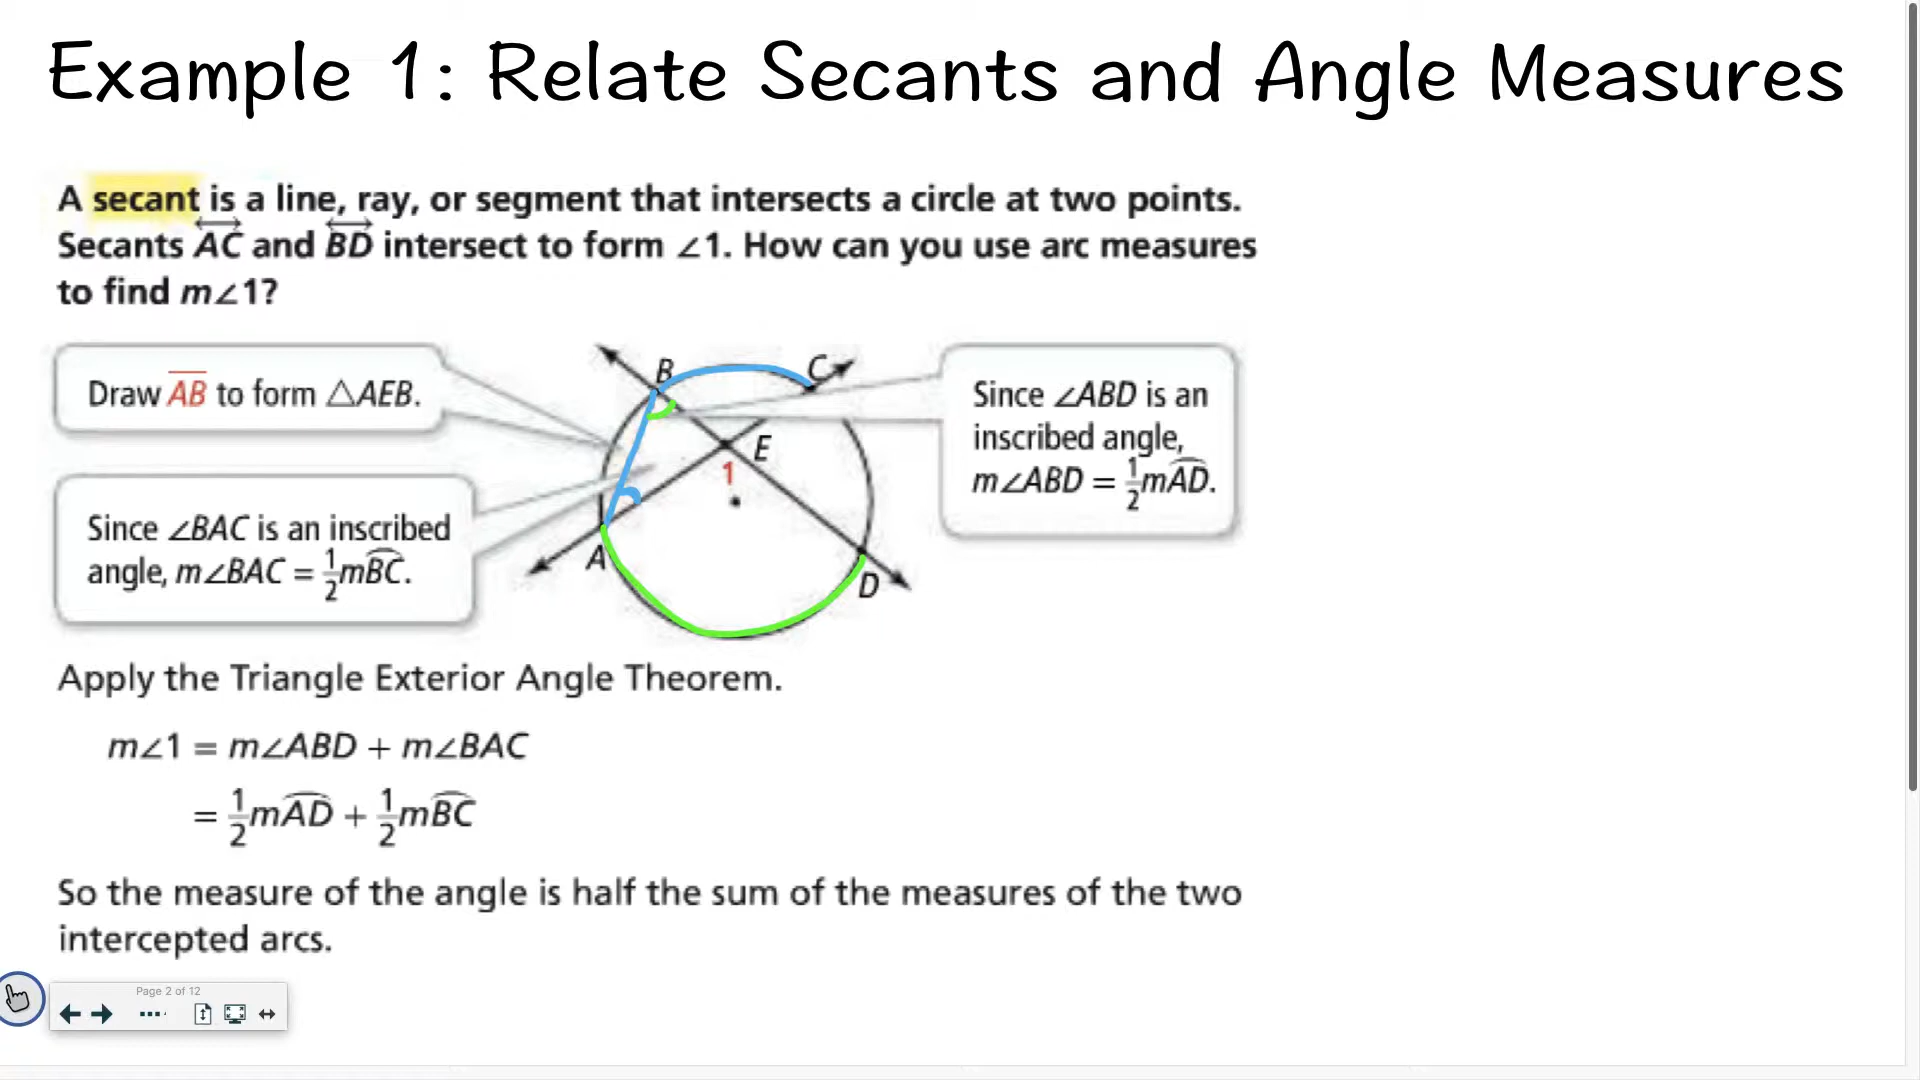 Example 1: Relate Secants and Angle Measures
A secant is a line, ray, or segment that intersects a circle at two points.
Secants AC and BD intersect to form ∠1. How can you use arc measures
to find m∠1?
Draw AB to form △AEB.
Since ∠BAC is an inscribed
angle, m∠BAC = 1/2mBC.
B
C
E
1
A
D
Since ∠ABD is an
inscribed angle,
m∠ABD = 1/2mAD.
Apply the Triangle Exterior Angle Theorem.
m∠1 = m∠ABD + m∠BAC
= 1/2mAD + 1/2mBC
So the measure of the angle is half the sum of the measures of the two
intercepted arcs.
Page 2 of 12